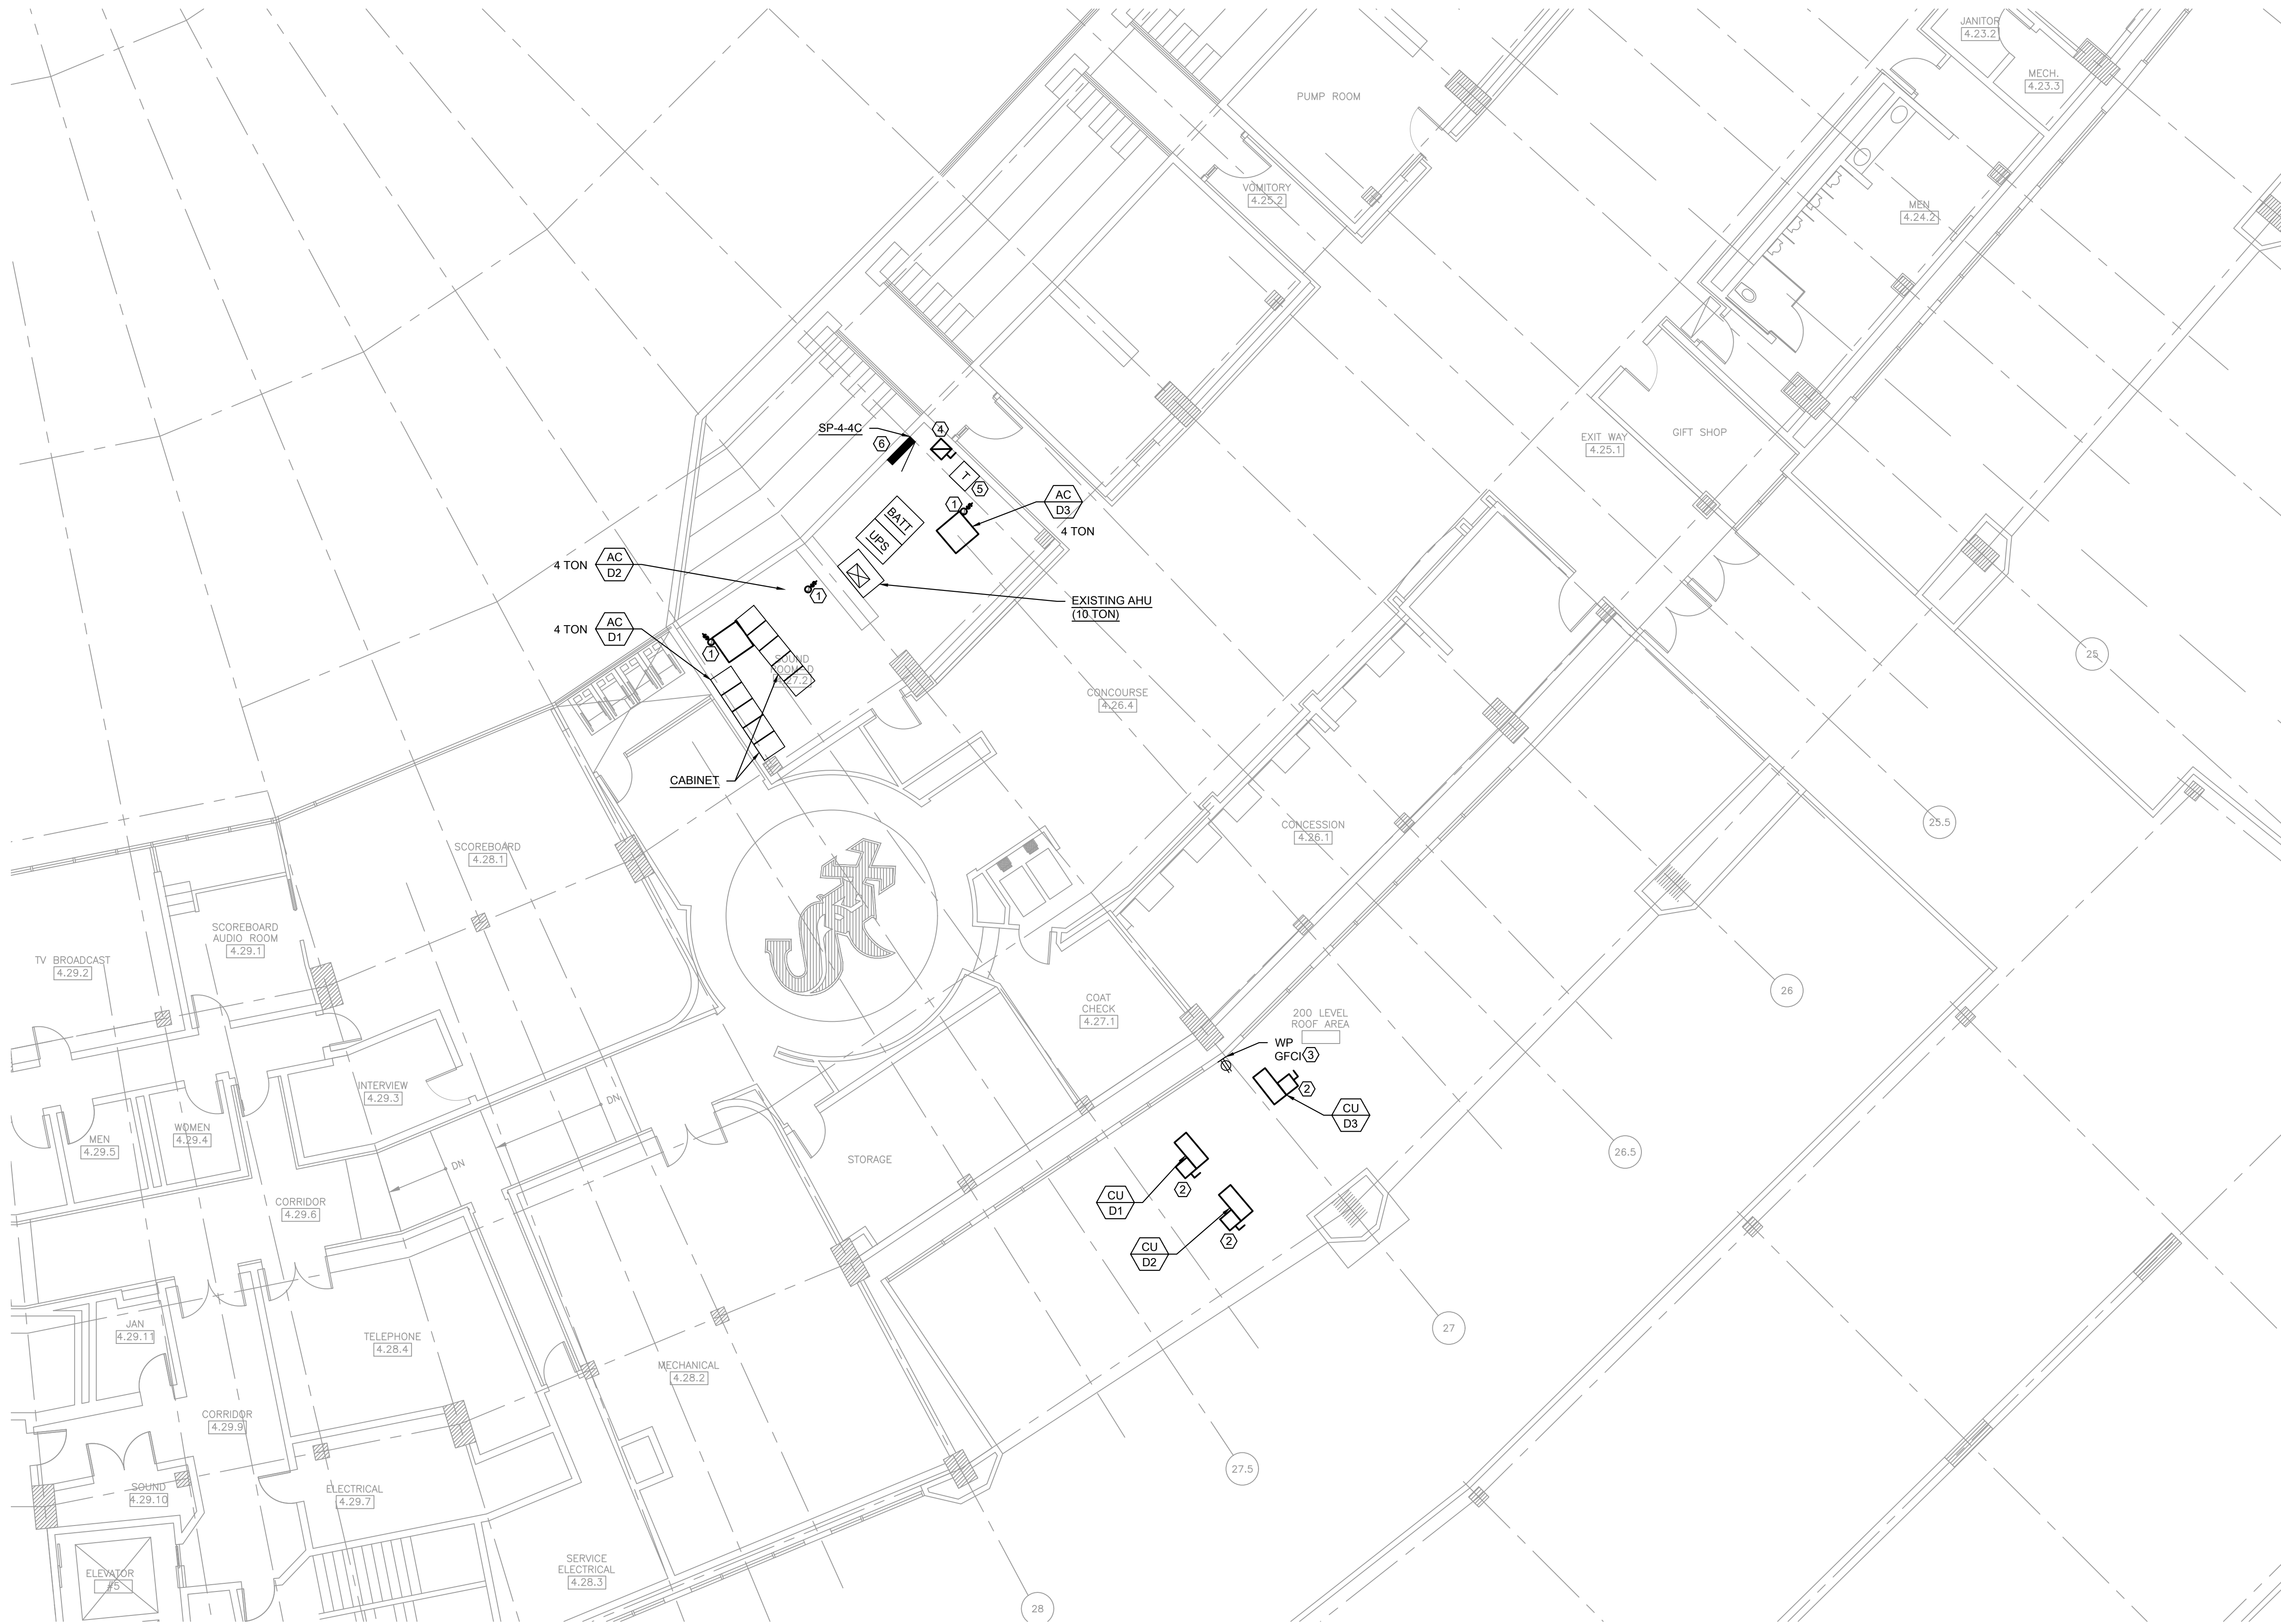 JANITOR
4.23.2
MECH.
4.23.3
PUMP ROOM
VOMITORY
4.25.2
MEN
4.24.2
SP-4-4C
6
4
T
5
EXIT WAY
4.25.1
GIFT SHOP
BATT
UPS
1
AC
D3
4 TON
4 TON
AC
D2
1
EXISTING AHU
(10 TON)
4 TON
AC
D1
1
SOUND
4.27.2
CABINET
CONCOURSE
4.26.4
25
25.5
CONCESSION
4.26.1
SCOREBOARD
4.28.1
SCOREBOARD
AUDIO ROOM
4.29.1
TV BROADCAST
4.29.2
St
COAT
CHECK
4.27.1
26
200 LEVEL
ROOF AREA
WP
GFCI
3
2
CU
D3
INTERVIEW
4.29.3
DN
WOMEN
4.29.4
MEN
4.29.5
DN
STORAGE
26.5
CU
D1
2
CORRIDOR
4.29.6
CU
D2
2
27
JAN
4.29.11
TELEPHONE
4.28.4
MECHANICAL
4.28.2
CORRIDOR
4.29.9
27.5
SOUND
4.29.10
ELECTRICAL
4.29.7
ELEVATOR
#5
SERVICE
ELECTRICAL
4.28.3
28